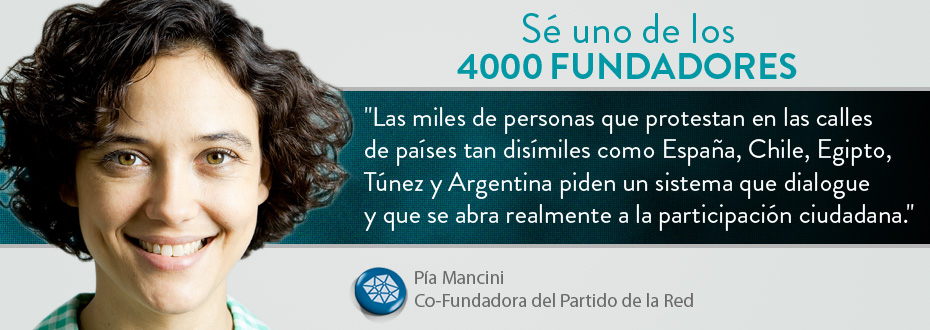 Sé uno de los
4000 FUNDADORES
"Las miles de personas que protestan en las calles
de países tan disímiles como España, Chile, Egipto,
Túnez y Argentina piden un sistema que dialogue
y que se abra realmente a la participación ciudadana."
Pía Mancini
Co-Fundadora del Partido de la Red